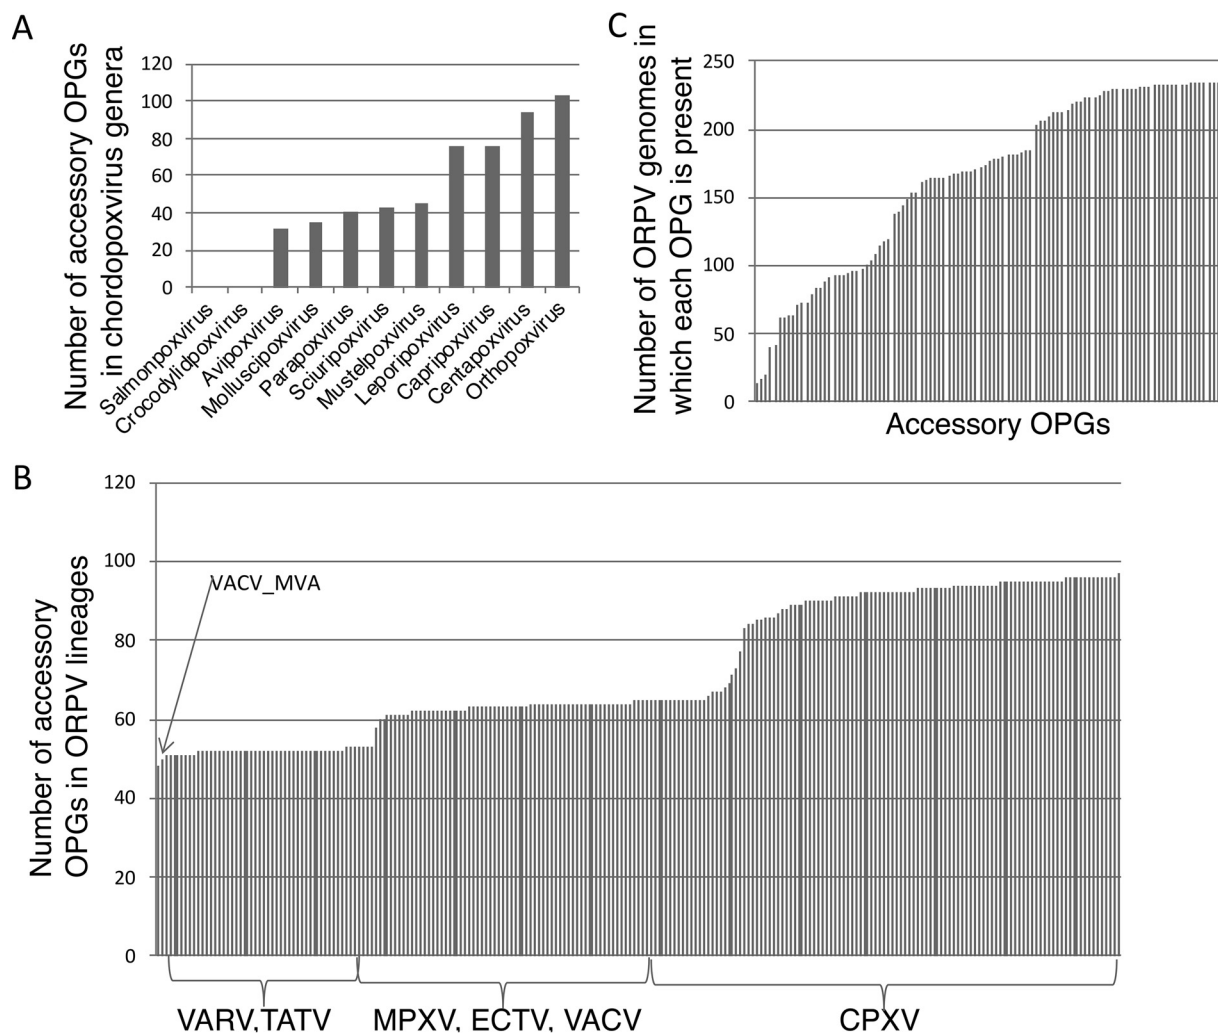 A
Number of accessory OPGs
in chordopoxvirus genera
120
100
80
60
40
20
0
Salmonpoxvirus
Crocodylidpoxvirus
Avipoxvirus
Molluscipoxvirus
Parapoxvirus
Sciuripoxvirus
Mustelpoxvirus
Leporipoxvirus
Capripoxvirus
Centapoxvirus
Orthopoxvirus
C
Number of ORPV genomes in
which each OPG is present
250
200
150
100
50
0
Accessory OPGs
B
Number of accessory
OPGs in ORPV lineages
120
100
80
60
40
20
0
VACV_MVA
VARV,TATV
MPXV, ECTV, VACV
CPXV